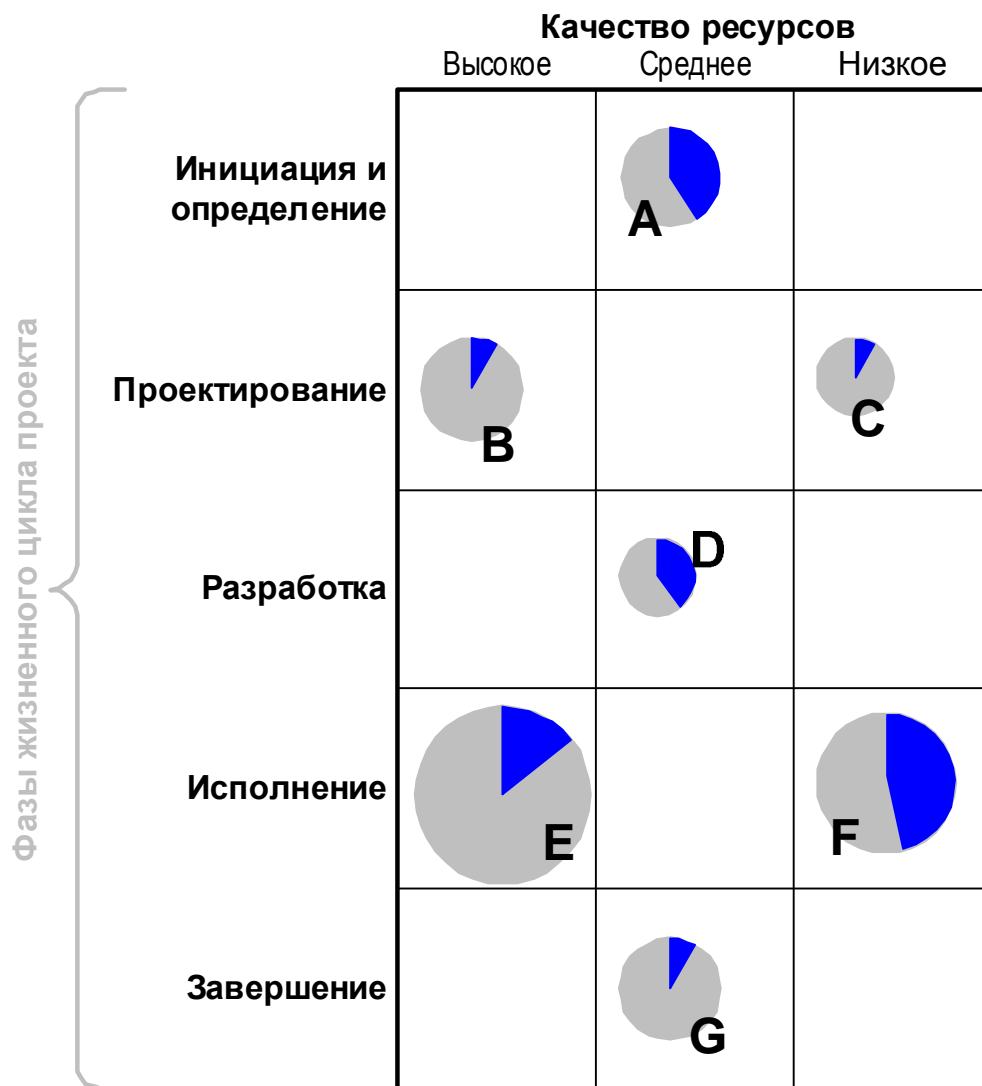 Качество ресурсов
Высокое Среднее Низкое
Инициация и
определение
A
Проектирование
B
C
Разработка
D
Исполнение
E
F
Завершение
G
Фазы жизненного цикла проекта